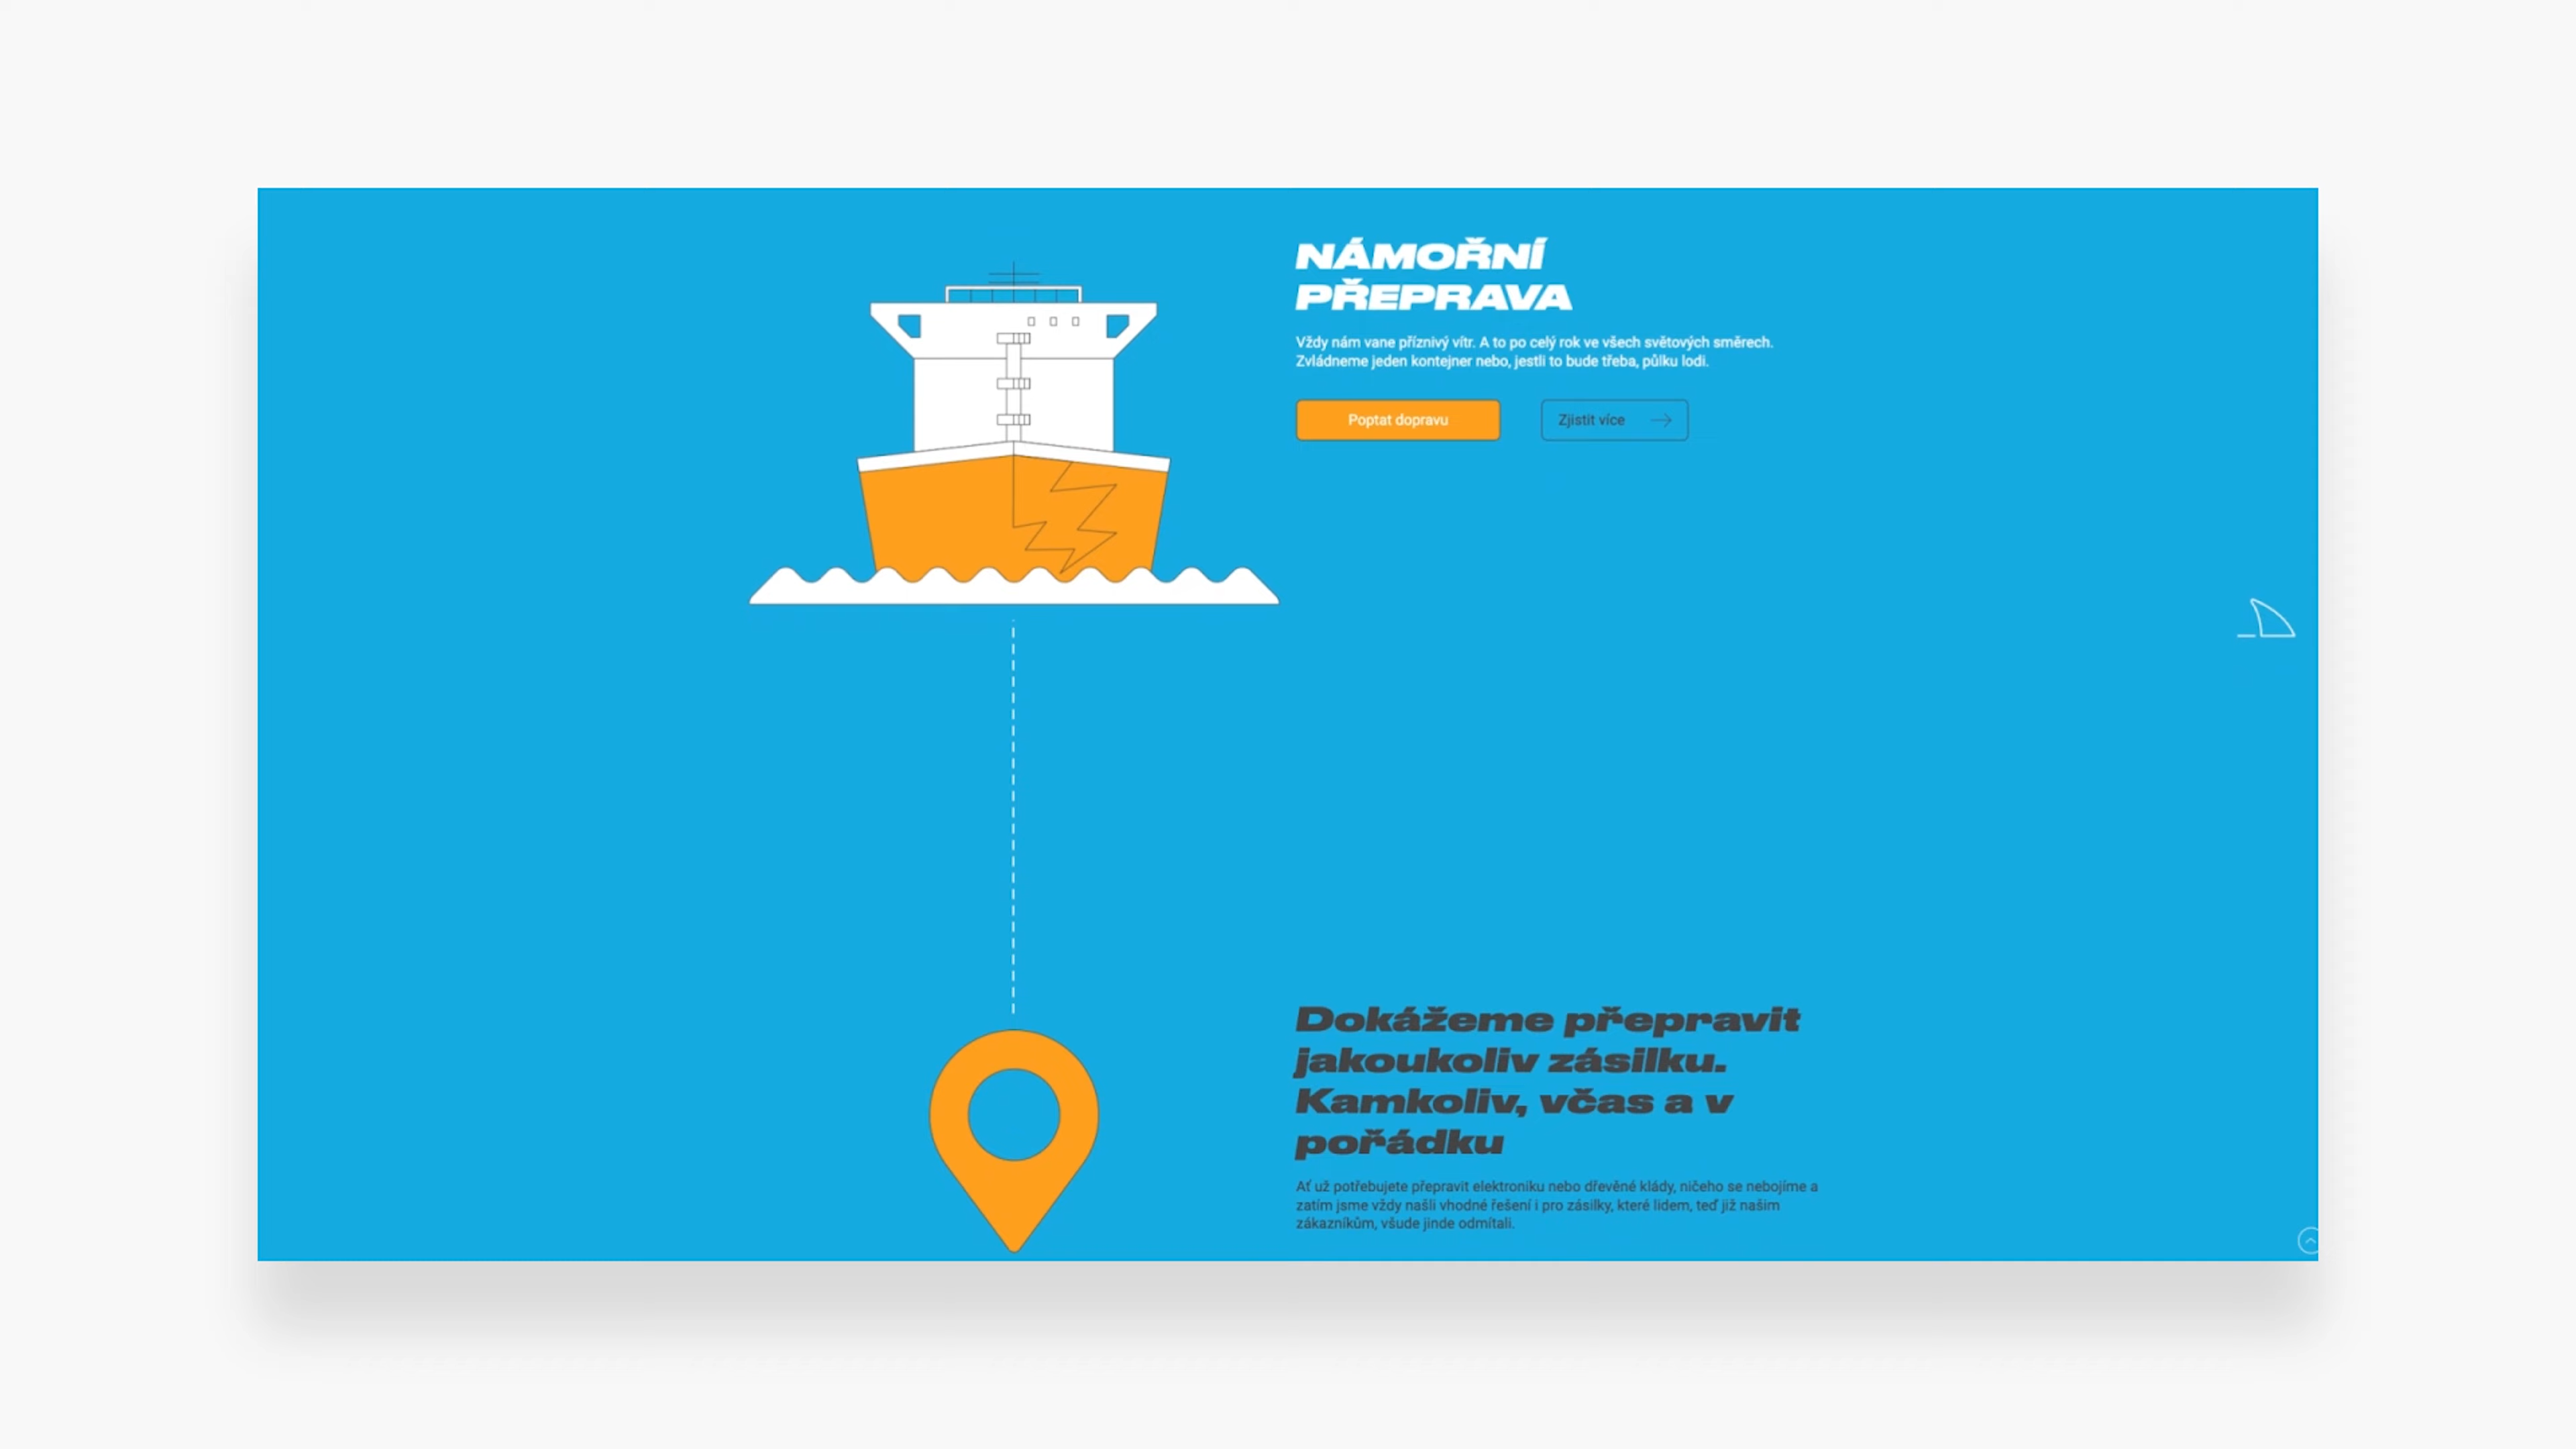 NÁMOŘNÍ
PŘEPRAVA
Vždy nám vane příznivý vítr. A to po celý rok ve všech světových směrech.
Zvládneme jeden kontejner nebo, jestli to bude třeba, půlku lodi.
Poptat dopravu
Zjistit více
Dokážeme přepravit
jakoukoliv zásilku.
Kamkoliv, včas a v
pořádku
Ať už potřebujete přepravit elektroniku nebo dřevěné klády, ničeho se nebojíme a
zatím jsme vždy našli vhodné řešení i pro zásilky, které lidem, teď již našim
zákazníkům, všude jinde odmítali.